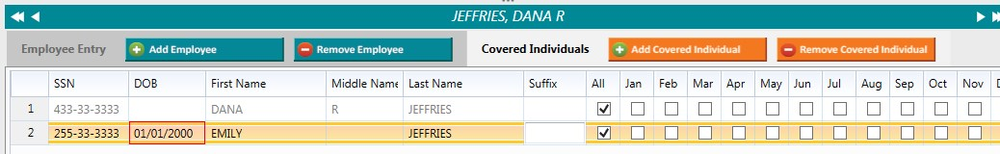 JEFFRIES, DANA R
Employee Entry Add Employee Remove Employee Covered Individuals Add Covered Individual Remove Covered Individual
SSN DOB First Name Middle Name Last Name Suffix All Jan Feb Mar Apr May Jun Jul Aug Sep Oct Nov
1 433-33-3333 DANA R JEFFRIES
2 255-33-3333 01/01/2000 EMILY JEFFRIES